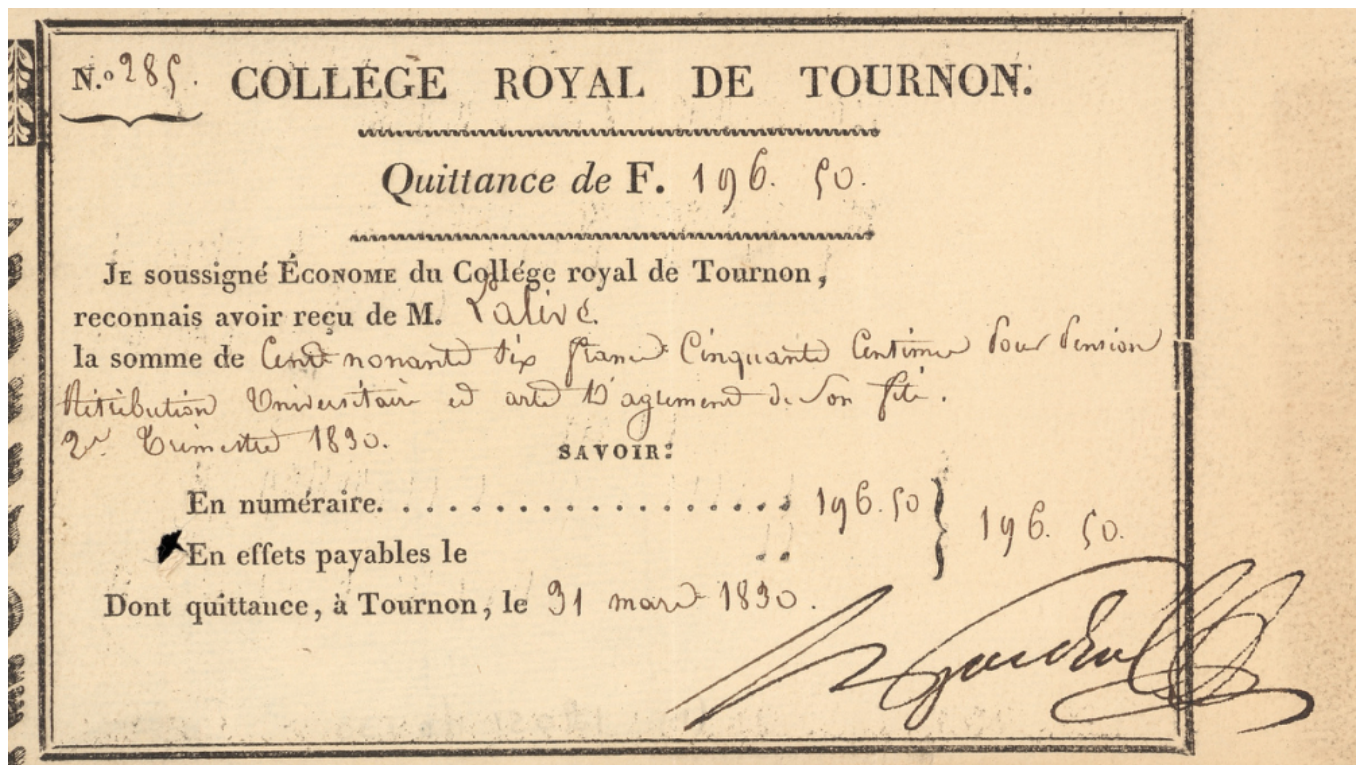 N.º 285. COLLÉGE ROYAL DE TOURNON.
Quittance de F. 196. 50.
JE soussigné ÉCONOME du Collége royal de Tournon,
reconnais avoir reçu de M. Lalivé.
la somme de Cent nonante six francs Cinquante Centimes pour Pension
Rétribution Universitaire et arts D'agrément de Son fils.
2e Trimestre 1830.
SAVOIR:
En numéraire. . . . . . . . . . . . . . . . . . . 196.50 } 196. 50.
En effets payables le
Dont quittance, à Tournon, le 31 mars 1830.